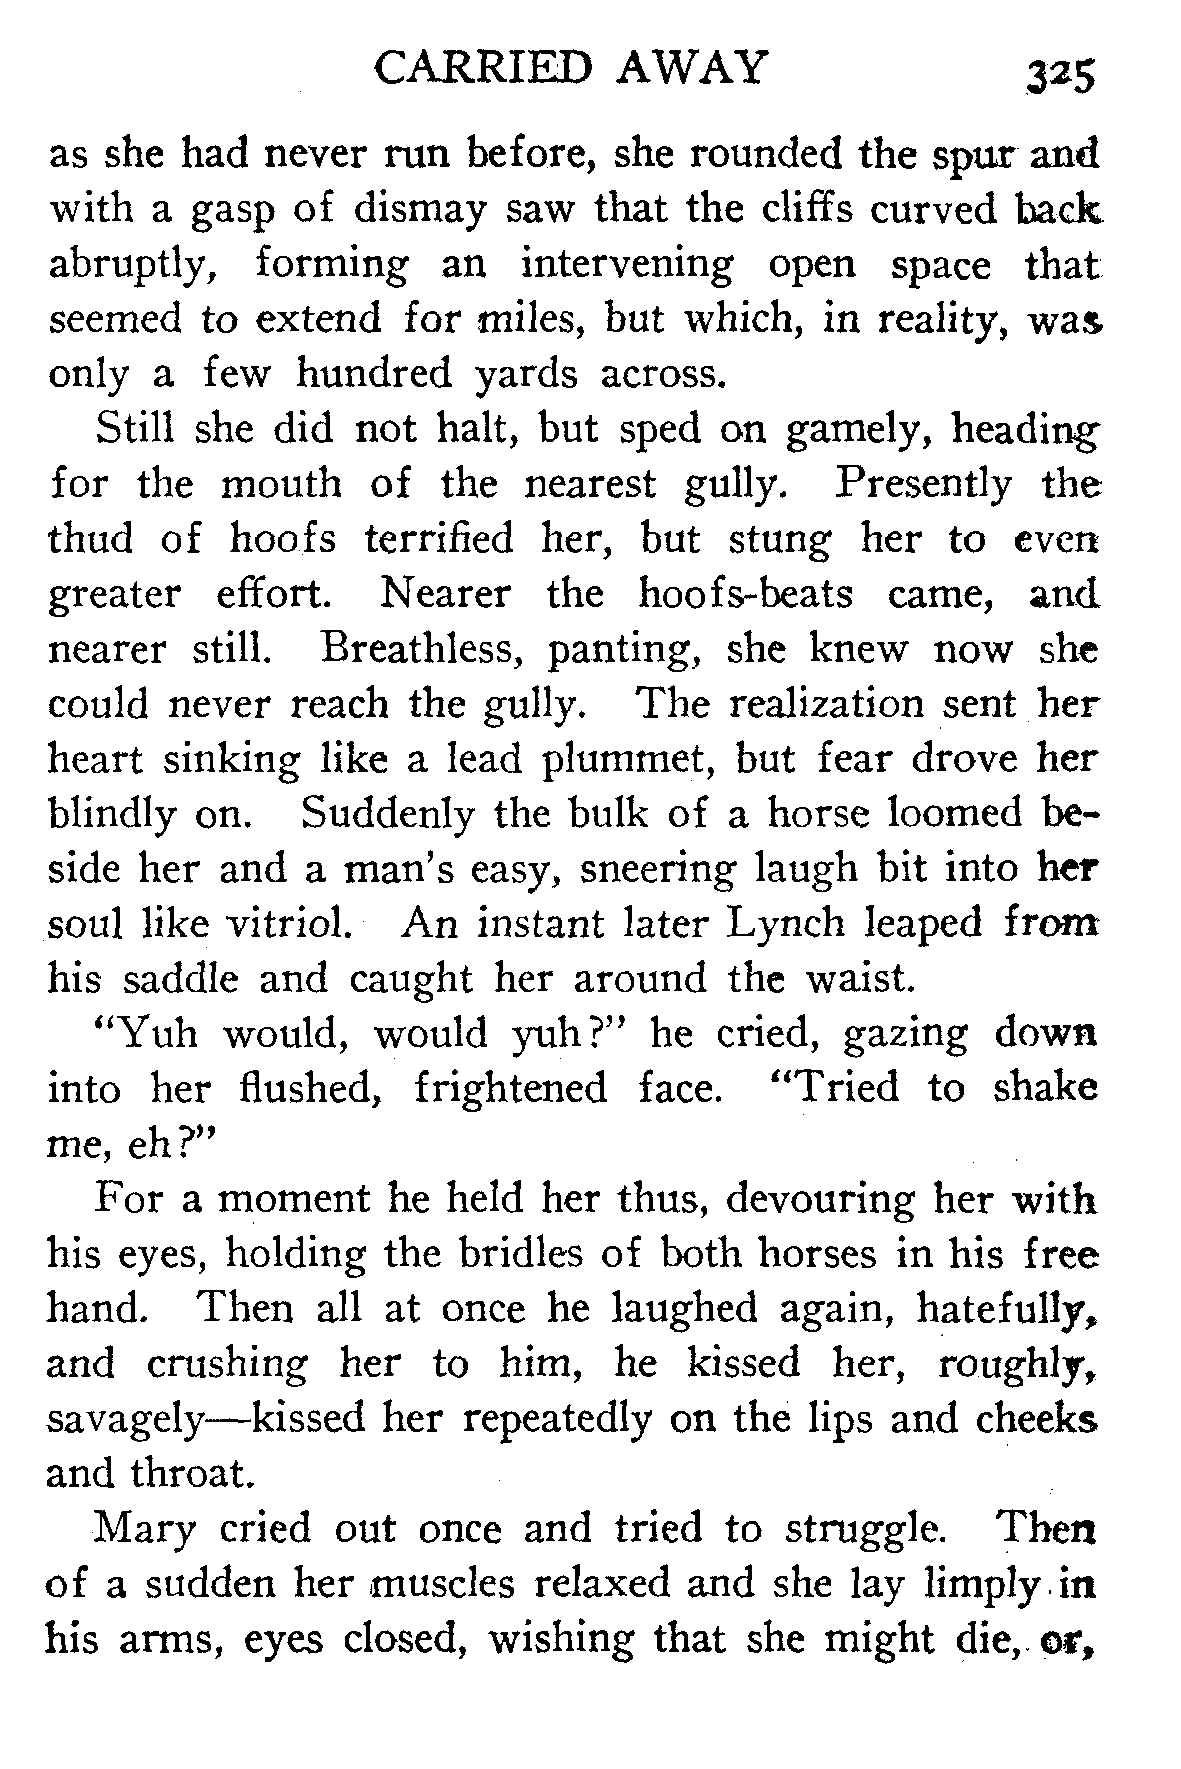 CARRIED AWAY 325
as she had never run before, she rounded the spur and
with a gasp of dismay saw that the cliffs curved back
abruptly, forming an intervening open space that
seemed to extend for miles, but which, in reality, was
only a few hundred yards across.
Still she did not halt, but sped on gamely, heading
for the mouth of the nearest gully. Presently the
thud of hoofs terrified her, but stung her to even
greater effort. Nearer the hoofs-beats came, and
nearer still. Breathless, panting, she knew now she
could never reach the gully. The realization sent her
heart sinking like a lead plummet, but fear drove her
blindly on. Suddenly the bulk of a horse loomed be-
side her and a man's easy, sneering laugh bit into her
soul like vitriol. An instant later Lynch leaped from
his saddle and caught her around the waist.
"Yuh would, would yuh?" he cried, gazing down
into her flushed, frightened face. "Tried to shake
me, eh?"
For a moment he held her thus, devouring her with
his eyes, holding the bridles of both horses in his free
hand. Then all at once he laughed again, hatefully,
and crushing her to him, he kissed her, roughly,
savagely—kissed her repeatedly on the lips and cheeks
and throat.
Mary cried out once and tried to struggle. Then
of a sudden her muscles relaxed and she lay limply in
his arms, eyes closed, wishing that she might die, or,